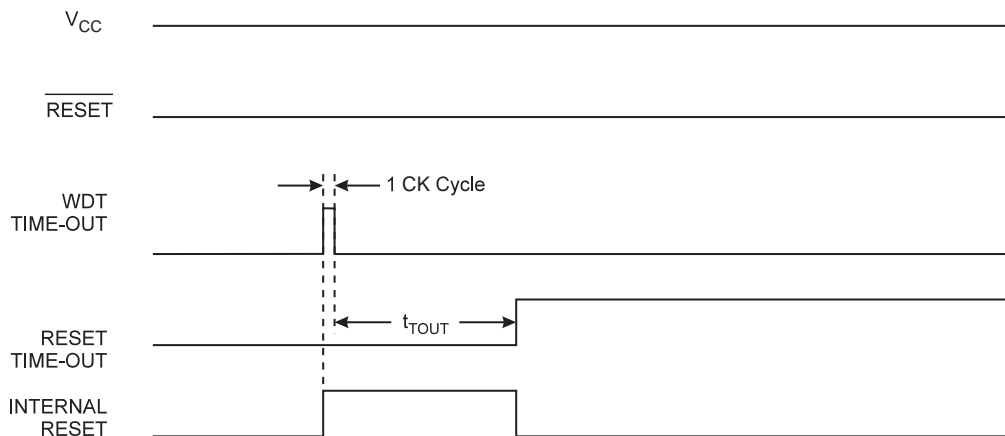 VCC
RESET
1 CK Cycle
WDT
TIME-OUT
tTOUT
RESET
TIME-OUT
INTERNAL
RESET